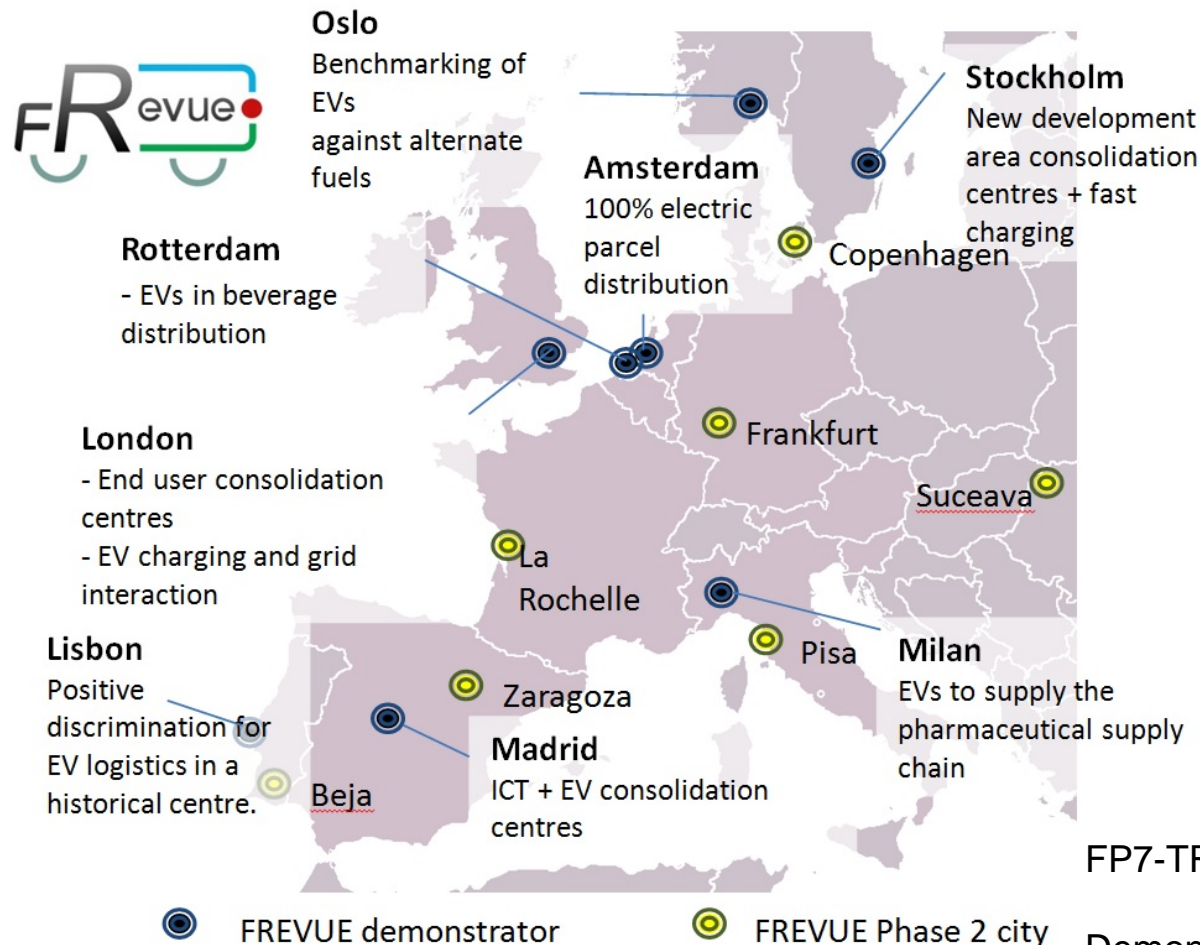 FRevue
Oslo
Benchmarking of
EVs
against alternate
fuels
Stockholm
New development
area consolidation
centres + fast
charging
Amsterdam
100% electric
parcel
distribution
Copenhagen
Rotterdam
- EVs in beverage
distribution
London
- End user consolidation
centres
- EV charging and grid
interaction
Frankfurt
Suceava
La
Rochelle
Lisbon
Positive
discrimination for
EV logistics in a
historical centre.
Beja
Zaragoza
Madrid
ICT + EV consolidation
centres
Pisa
Milan
EVs to supply the
pharmaceutical supply
chain
FREVUE demonstrator
FREVUE Phase 2 city